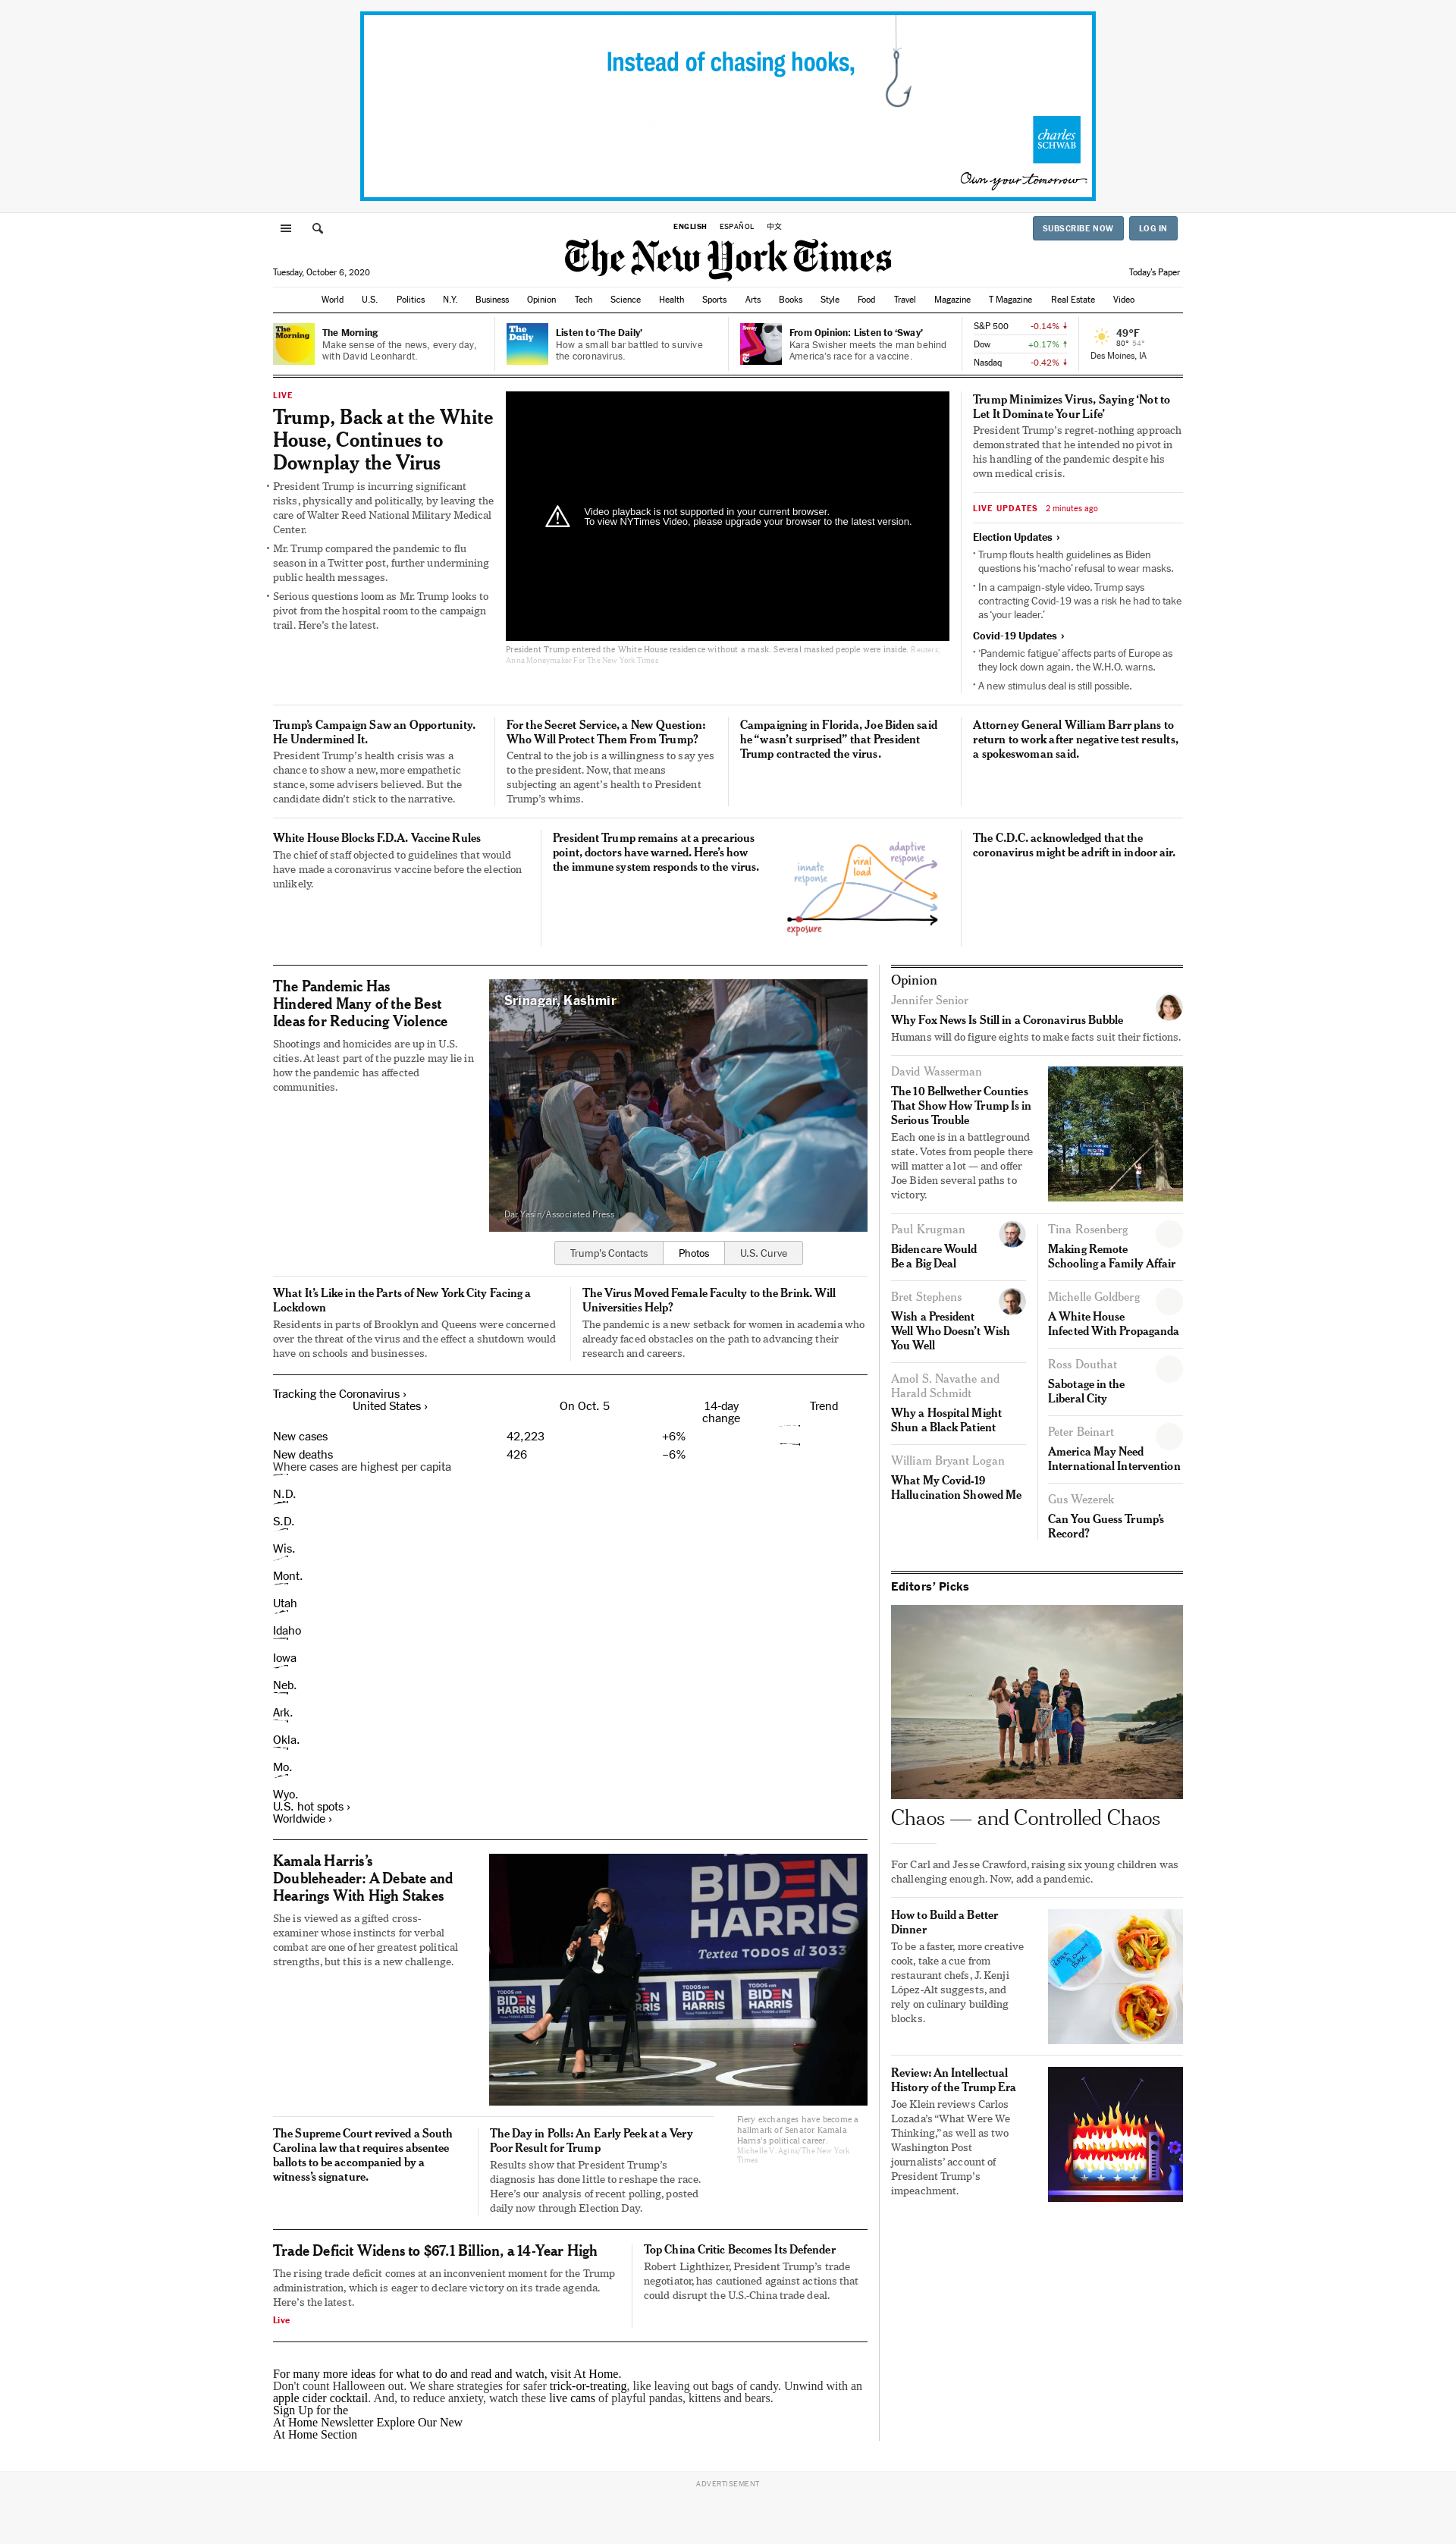 Instead of chasing hooks,
charles
SCHWAB
Own your tomorrow.
ENGLISH ESPAÑOL 中文
SUBSCRIBE NOW LOG IN
The New York Times
Tuesday, October 6, 2020
Today's Paper
World U.S. Politics N.Y. Business Opinion Tech Science Health Sports Arts Books Style Food Travel Magazine T Magazine Real Estate Video
The Morning
The Morning
Make sense of the news, every day,
with David Leonhardt.
The Daily
Listen to ‘The Daily’
How a small bar battled to survive
the coronavirus.
Sway
From Opinion: Listen to ‘Sway’
Kara Swisher meets the man behind
America's race for a vaccine.
S&P 500 -0.14% ↓
Dow +0.17% ↑
Nasdaq -0.42% ↓
49°F
80° 54°
Des Moines, IA
LIVE
Trump, Back at the White
House, Continues to
Downplay the Virus
• President Trump is incurring significant
risks, physically and politically, by leaving the
care of Walter Reed National Military Medical
Center.
• Mr. Trump compared the pandemic to flu
season in a Twitter post, further undermining
public health messages.
• Serious questions loom as Mr. Trump looks to
pivot from the hospital room to the campaign
trail. Here's the latest.
Video playback is not supported in your current browser.
To view NYTimes Video, please upgrade your browser to the latest version.
President Trump entered the White House residence without a mask. Several masked people were inside. Reuters;
Anna Moneymaker For The New York Times
Trump Minimizes Virus, Saying ‘Not to
Let It Dominate Your Life’
President Trump's regret-nothing approach
demonstrated that he intended no pivot in
his handling of the pandemic despite his
own medical crisis.
LIVE UPDATES 2 minutes ago
Election Updates ›
• Trump flouts health guidelines as Biden
questions his ‘macho’ refusal to wear masks.
• In a campaign-style video, Trump says
contracting Covid-19 was a risk he had to take
as ‘your leader.’
Covid-19 Updates ›
• ‘Pandemic fatigue’ affects parts of Europe as
they lock down again, the W.H.O. warns.
• A new stimulus deal is still possible.
Trump's Campaign Saw an Opportunity.
He Undermined It.
President Trump's health crisis was a
chance to show a new, more empathetic
stance, some advisers believed. But the
candidate didn't stick to the narrative.
For the Secret Service, a New Question:
Who Will Protect Them From Trump?
Central to the job is a willingness to say yes
to the president. Now, that means
subjecting an agent's health to President
Trump's whims.
Campaigning in Florida, Joe Biden said
he “wasn't surprised” that President
Trump contracted the virus.
Attorney General William Barr plans to
return to work after negative test results,
a spokeswoman said.
White House Blocks F.D.A. Vaccine Rules
The chief of staff objected to guidelines that would
have made a coronavirus vaccine before the election
unlikely.
President Trump remains at a precarious
point, doctors have warned. Here's how
the immune system responds to the virus.
innate
response
viral
load
adaptive
response
exposure
The C.D.C. acknowledged that the
coronavirus might be adrift in indoor air.
The Pandemic Has
Hindered Many of the Best
Ideas for Reducing Violence
Shootings and homicides are up in U.S.
cities. At least part of the puzzle may lie in
how the pandemic has affected
communities.
Srinagar, Kashmir
Dar Yasin/Associated Press
Trump's Contacts Photos U.S. Curve
What It's Like in the Parts of New York City Facing a
Lockdown
Residents in parts of Brooklyn and Queens were concerned
over the threat of the virus and the effect a shutdown would
have on schools and businesses.
The Virus Moved Female Faculty to the Brink. Will
Universities Help?
The pandemic is a new setback for women in academia who
already faced obstacles on the path to advancing their
research and careers.
Tracking the Coronavirus ›
United States › On Oct. 5 14-day
change Trend
New cases 42,223 +6%
New deaths 426 −6%
Where cases are highest per capita
N.D.
S.D.
Wis.
Mont.
Utah
Idaho
Iowa
Neb.
Ark.
Okla.
Mo.
Wyo.
U.S. hot spots ›
Worldwide ›
Kamala Harris's
Doubleheader: A Debate and
Hearings With High Stakes
She is viewed as a gifted cross-
examiner whose instincts for verbal
combat are one of her greatest political
strengths, but this is a new challenge.
BIDEN
HARRIS
Textea TODOS al 30330
TODOS con
BIDEN
HARRIS
Fiery exchanges have become a
hallmark of Senator Kamala
Harris's political career.
Michelle V. Agins/The New York
Times
The Supreme Court revived a South
Carolina law that requires absentee
ballots to be accompanied by a
witness's signature.
The Day in Polls: An Early Peek at a Very
Poor Result for Trump
Results show that President Trump's
diagnosis has done little to reshape the race.
Here's our analysis of recent polling, posted
daily now through Election Day.
Trade Deficit Widens to $67.1 Billion, a 14-Year High
The rising trade deficit comes at an inconvenient moment for the Trump
administration, which is eager to declare victory on its trade agenda.
Here's the latest.
Live
Top China Critic Becomes Its Defender
Robert Lighthizer, President Trump's trade
negotiator, has cautioned against actions that
could disrupt the U.S.-China trade deal.
For many more ideas for what to do and read and watch, visit At Home.
Don't count Halloween out. We share strategies for safer trick-or-treating, like leaving out bags of candy. Unwind with an
apple cider cocktail. And, to reduce anxiety, watch these live cams of playful pandas, kittens and bears.
Sign Up for the
At Home Newsletter Explore Our New
At Home Section
Opinion
Jennifer Senior
Why Fox News Is Still in a Coronavirus Bubble
Humans will do figure eights to make facts suit their fictions.
David Wasserman
The 10 Bellwether Counties
That Show How Trump Is in
Serious Trouble
Each one is in a battleground
state. Votes from people there
will matter a lot — and offer
Joe Biden several paths to
victory.
Paul Krugman
Bidencare Would
Be a Big Deal
Bret Stephens
Wish a President
Well Who Doesn't Wish
You Well
Amol S. Navathe and
Harald Schmidt
Why a Hospital Might
Shun a Black Patient
William Bryant Logan
What My Covid-19
Hallucination Showed Me
Tina Rosenberg
Making Remote
Schooling a Family Affair
Michelle Goldberg
A White House
Infected With Propaganda
Ross Douthat
Sabotage in the
Liberal City
Peter Beinart
America May Need
International Intervention
Gus Wezerek
Can You Guess Trump's
Record?
Editors' Picks
Chaos — and Controlled Chaos
For Carl and Jesse Crawford, raising six young children was
challenging enough. Now, add a pandemic.
How to Build a Better
Dinner
To be a faster, more creative
cook, take a cue from
restaurant chefs, J. Kenji
López-Alt suggests, and
rely on culinary building
blocks.
Review: An Intellectual
History of the Trump Era
Joe Klein reviews Carlos
Lozada's “What Were We
Thinking,” as well as two
Washington Post
journalists' account of
President Trump's
impeachment.
ADVERTISEMENT